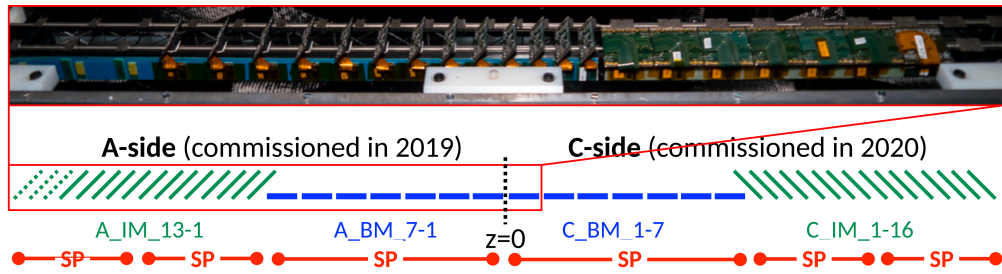 A-side (commissioned in 2019) C-side (commissioned in 2020)
A_IM_13-1 A_BM_7-1 C_BM_1-7 C_IM_1-16
z=0
SP SP SP SP SP SP